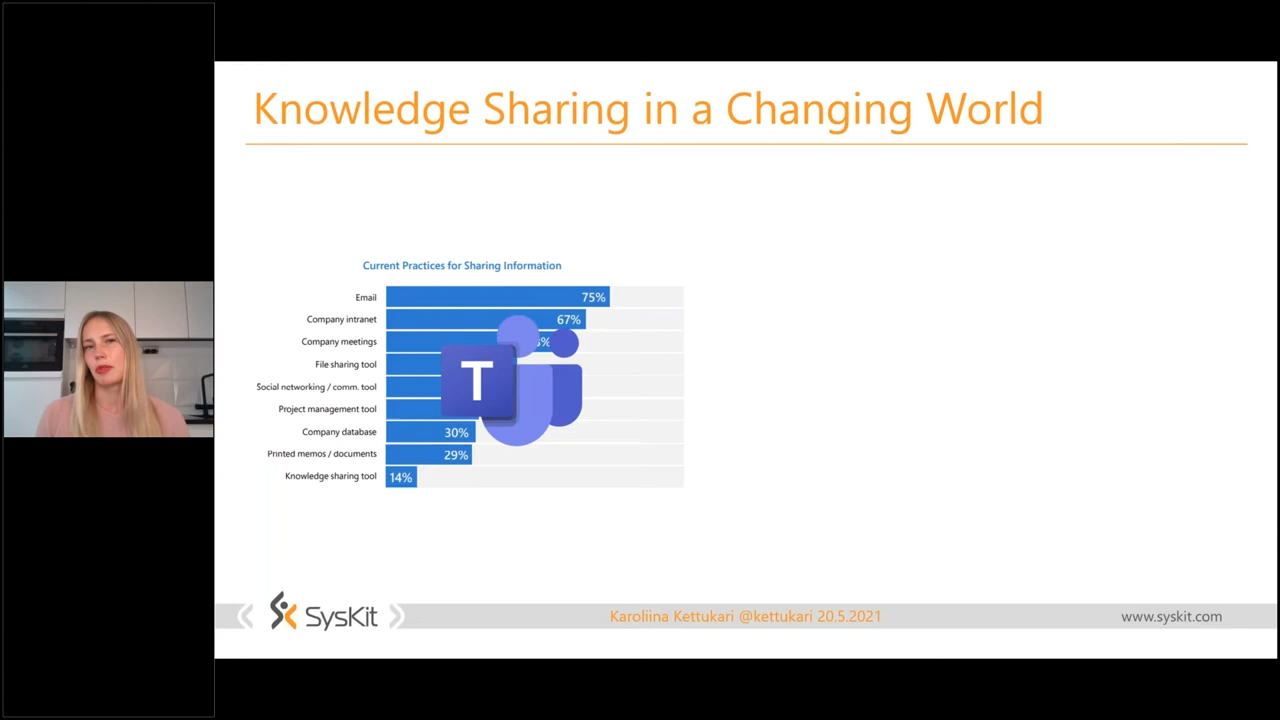 Knowledge Sharing in a Changing World
Current Practices for Sharing Information
Email 75%
Company intranet 67%
Company meetings %
File sharing tool
Social networking / comm. tool
Project management tool
Company database 30%
Printed memos / documents 29%
Knowledge sharing tool 14%
T
SysKit Karoliina Kettukari @kettukari 20.5.2021 www.syskit.com